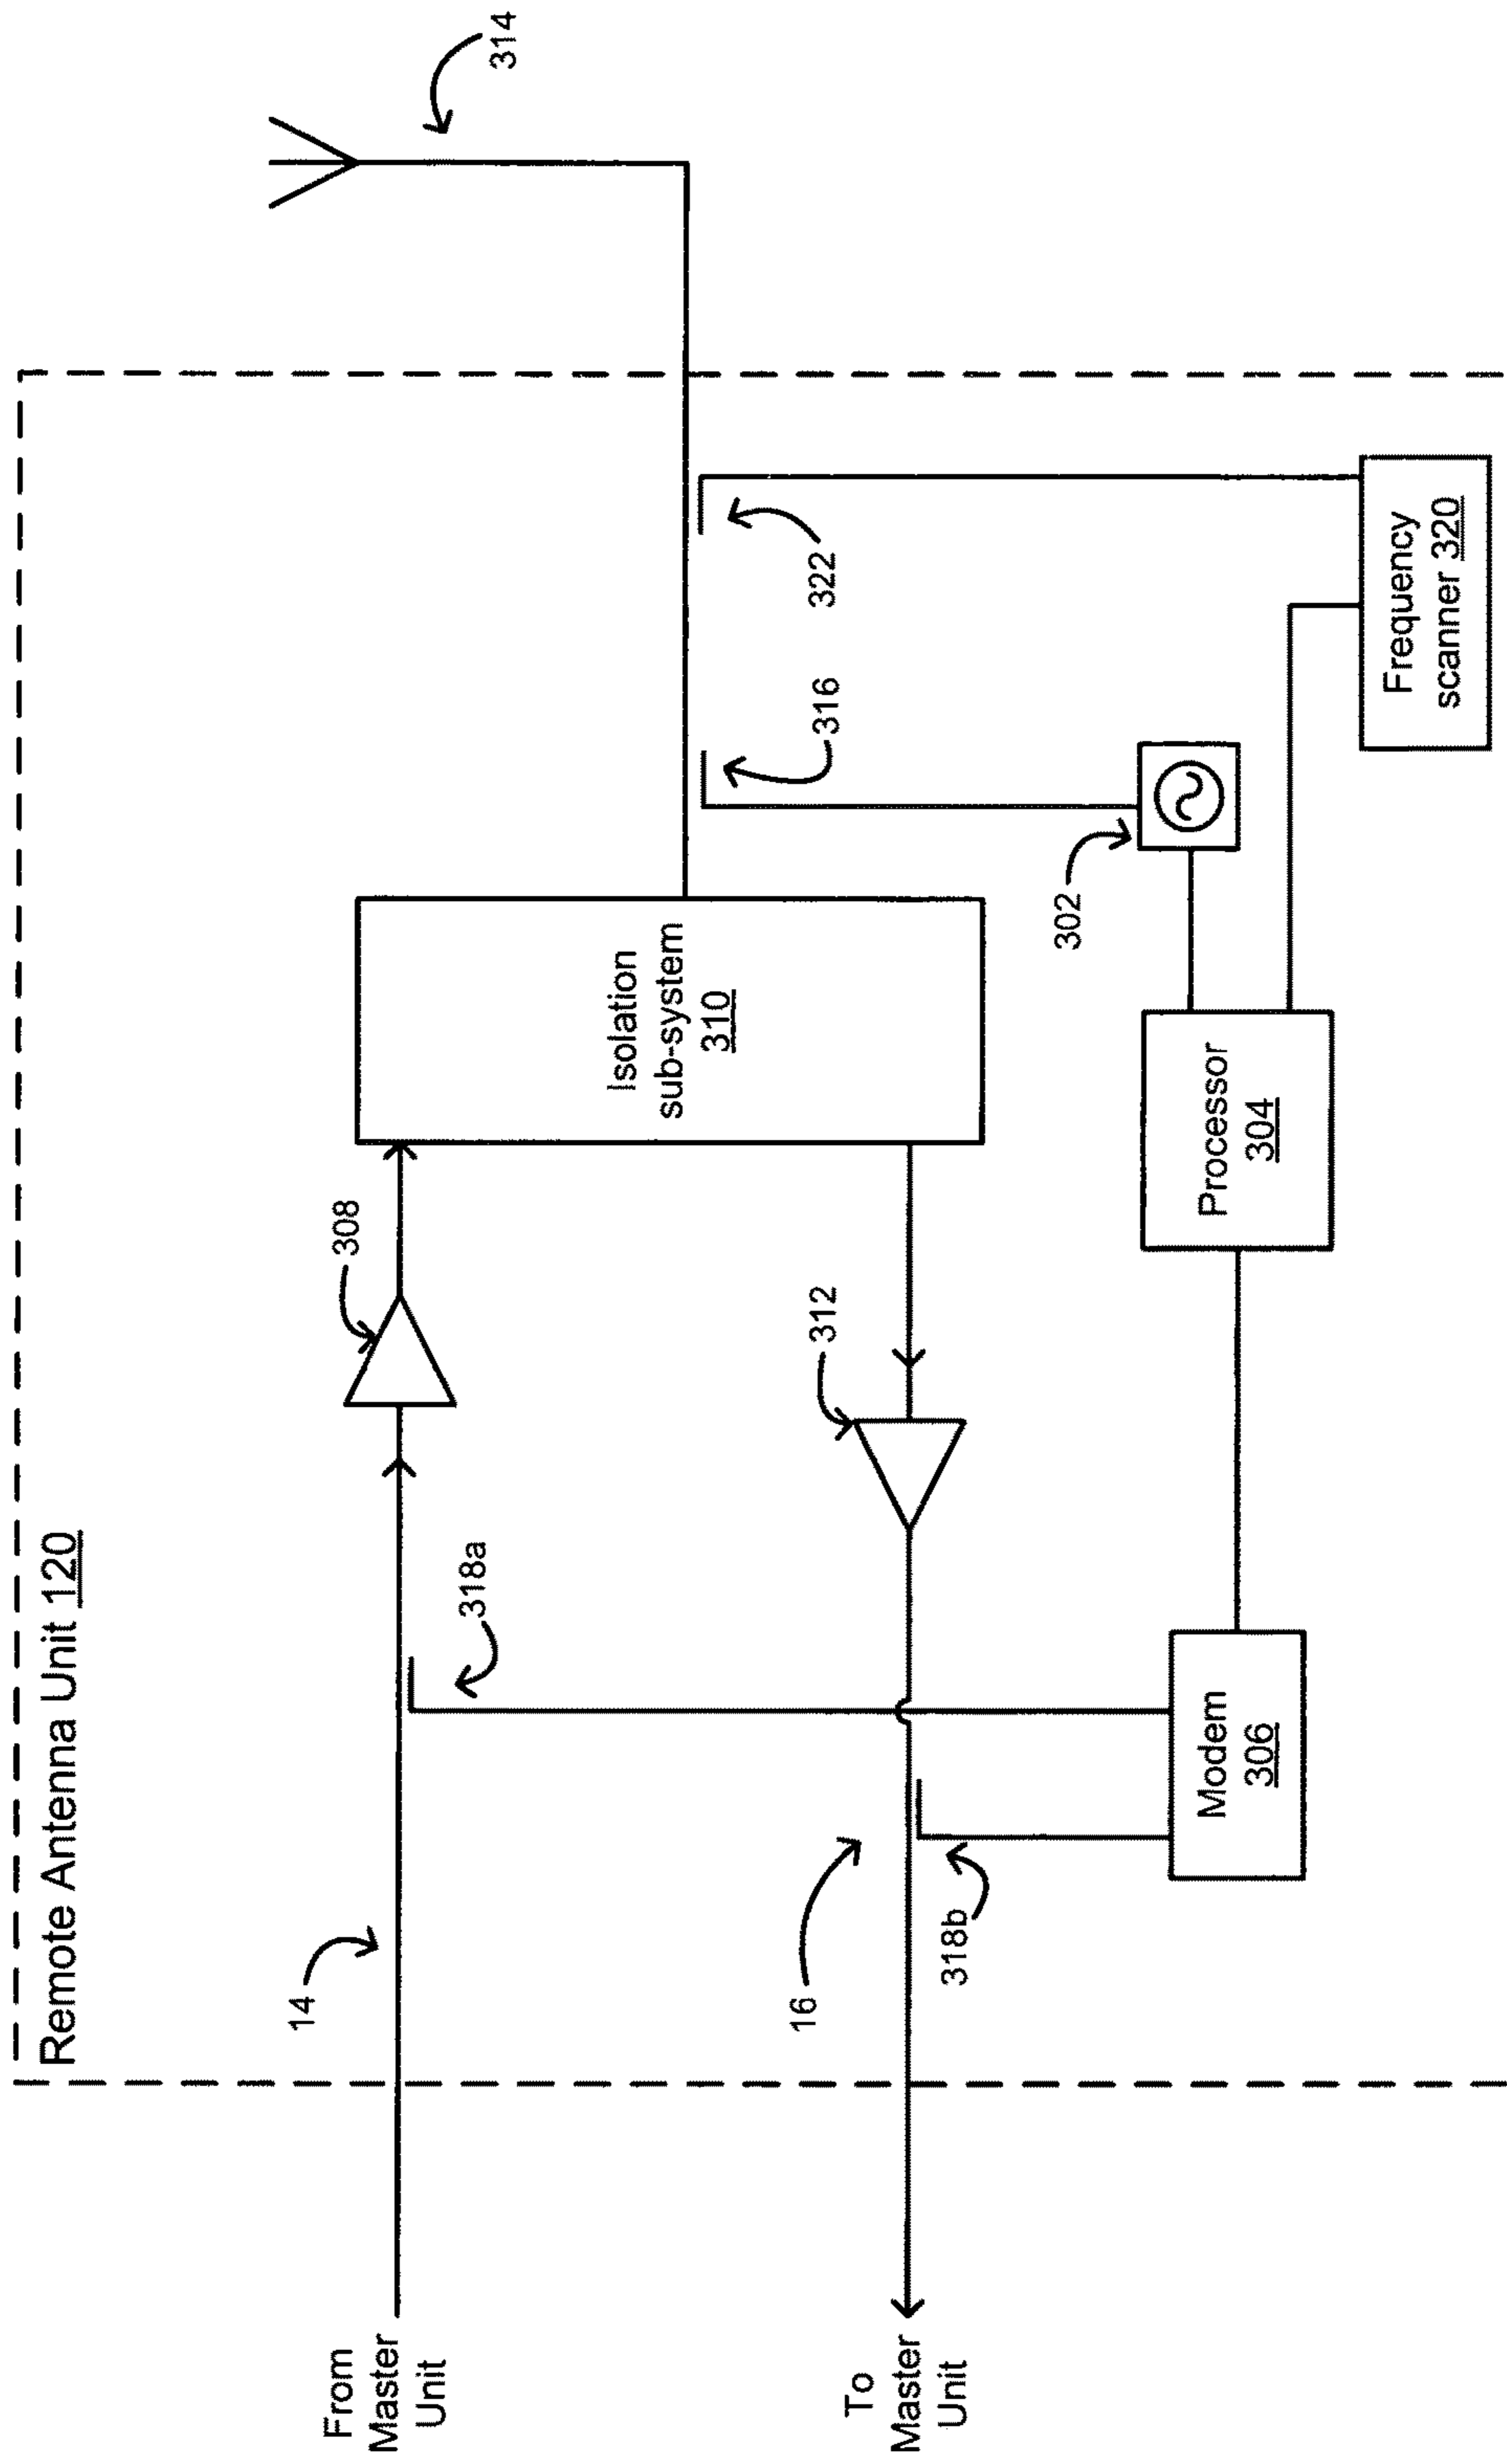 Remote Antenna Unit 120
314
From
Master
Unit
14
318a
308
Isolation
sub-system
310
316
322
To
Master
Unit
16
318b
312
302
Modem
306
Processor
304
Frequency
scanner 320